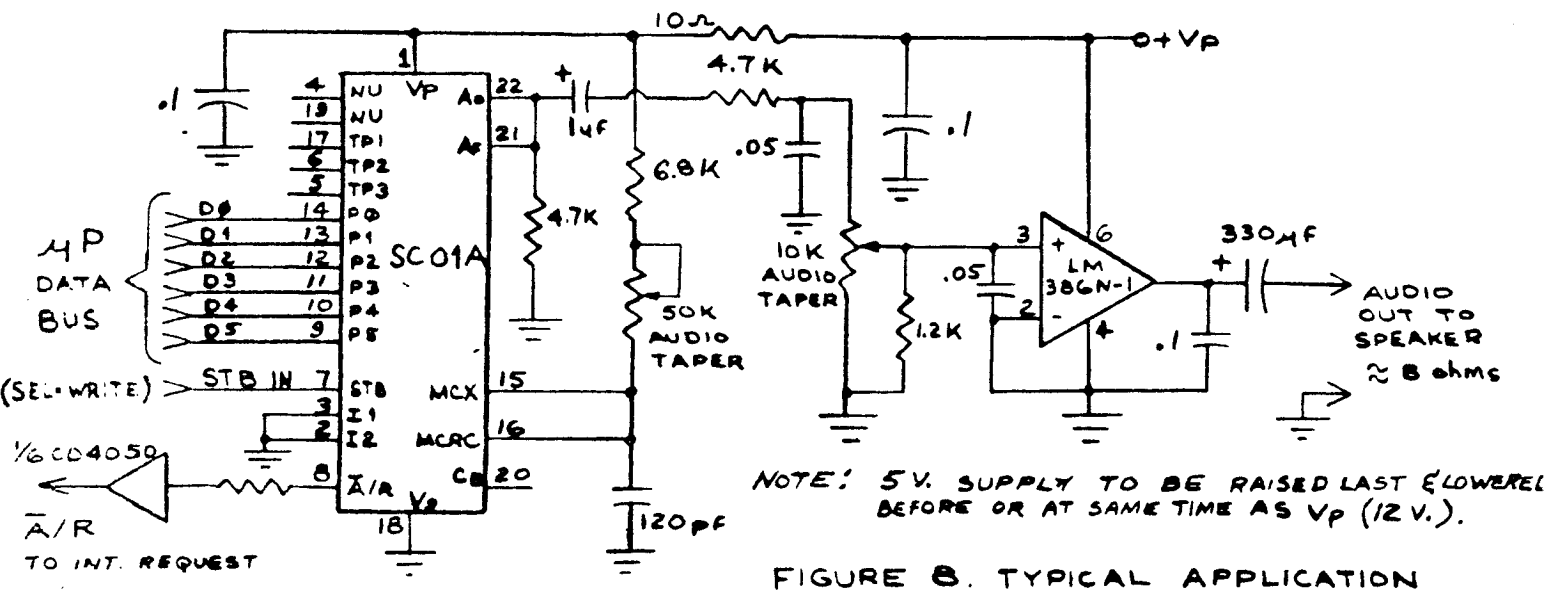 10Ω
+ Vp
4.7K
.1
1
4 NU Vp Ao 22
+
1uF
19 NU
17 TP1 AF 21
6 TP2
5 TP3
.05
.1
6.8K
4.7K
μP
DATA
BUS
D0 14 P0
D1 13 P1
D2 12 P2
D3 11 P3
D4 10 P4
D5 9 P5
SC01A
50K
AUDIO
TAPER
10K
AUDIO
TAPER
1.2K
.05
3 + 6
LM
386N-1
2 - 4
330μF
+
.1
AUDIO
OUT TO
SPEAKER
≈ 8 ohms
(SEL·WRITE) STB IN 7 STB MCX 15
3 I1
2 I2 MCRC 16
1/6 CD4050
8 A̅/R CB 20
18
120pf
A̅/R
TO INT. REQUEST
NOTE: 5 V. SUPPLY TO BE RAISED LAST & LOWERED
BEFORE OR AT SAME TIME AS Vp (12 V.).
FIGURE 8. TYPICAL APPLICATION